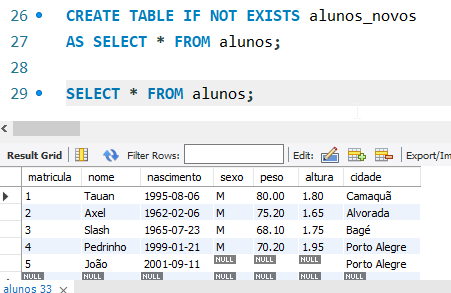 26 CREATE TABLE IF NOT EXISTS alunos_novos
27 AS SELECT * FROM alunos;
28
29 SELECT * FROM alunos;
Result Grid Filter Rows: Edit: Export/Im
matricula nome nascimento sexo peso altura cidade
1 Tauan 1995-08-06 M 80.00 1.80 Camaquã
2 Axel 1962-02-06 M 75.20 1.65 Alvorada
3 Slash 1965-07-23 M 68.10 1.75 Bagé
4 Pedrinho 1999-01-21 M 70.20 1.95 Porto Alegre
5 João 2001-09-11 NULL NULL NULL Porto Alegre
NULL NULL NULL NULL NULL NULL NULL
alunos 33 ×